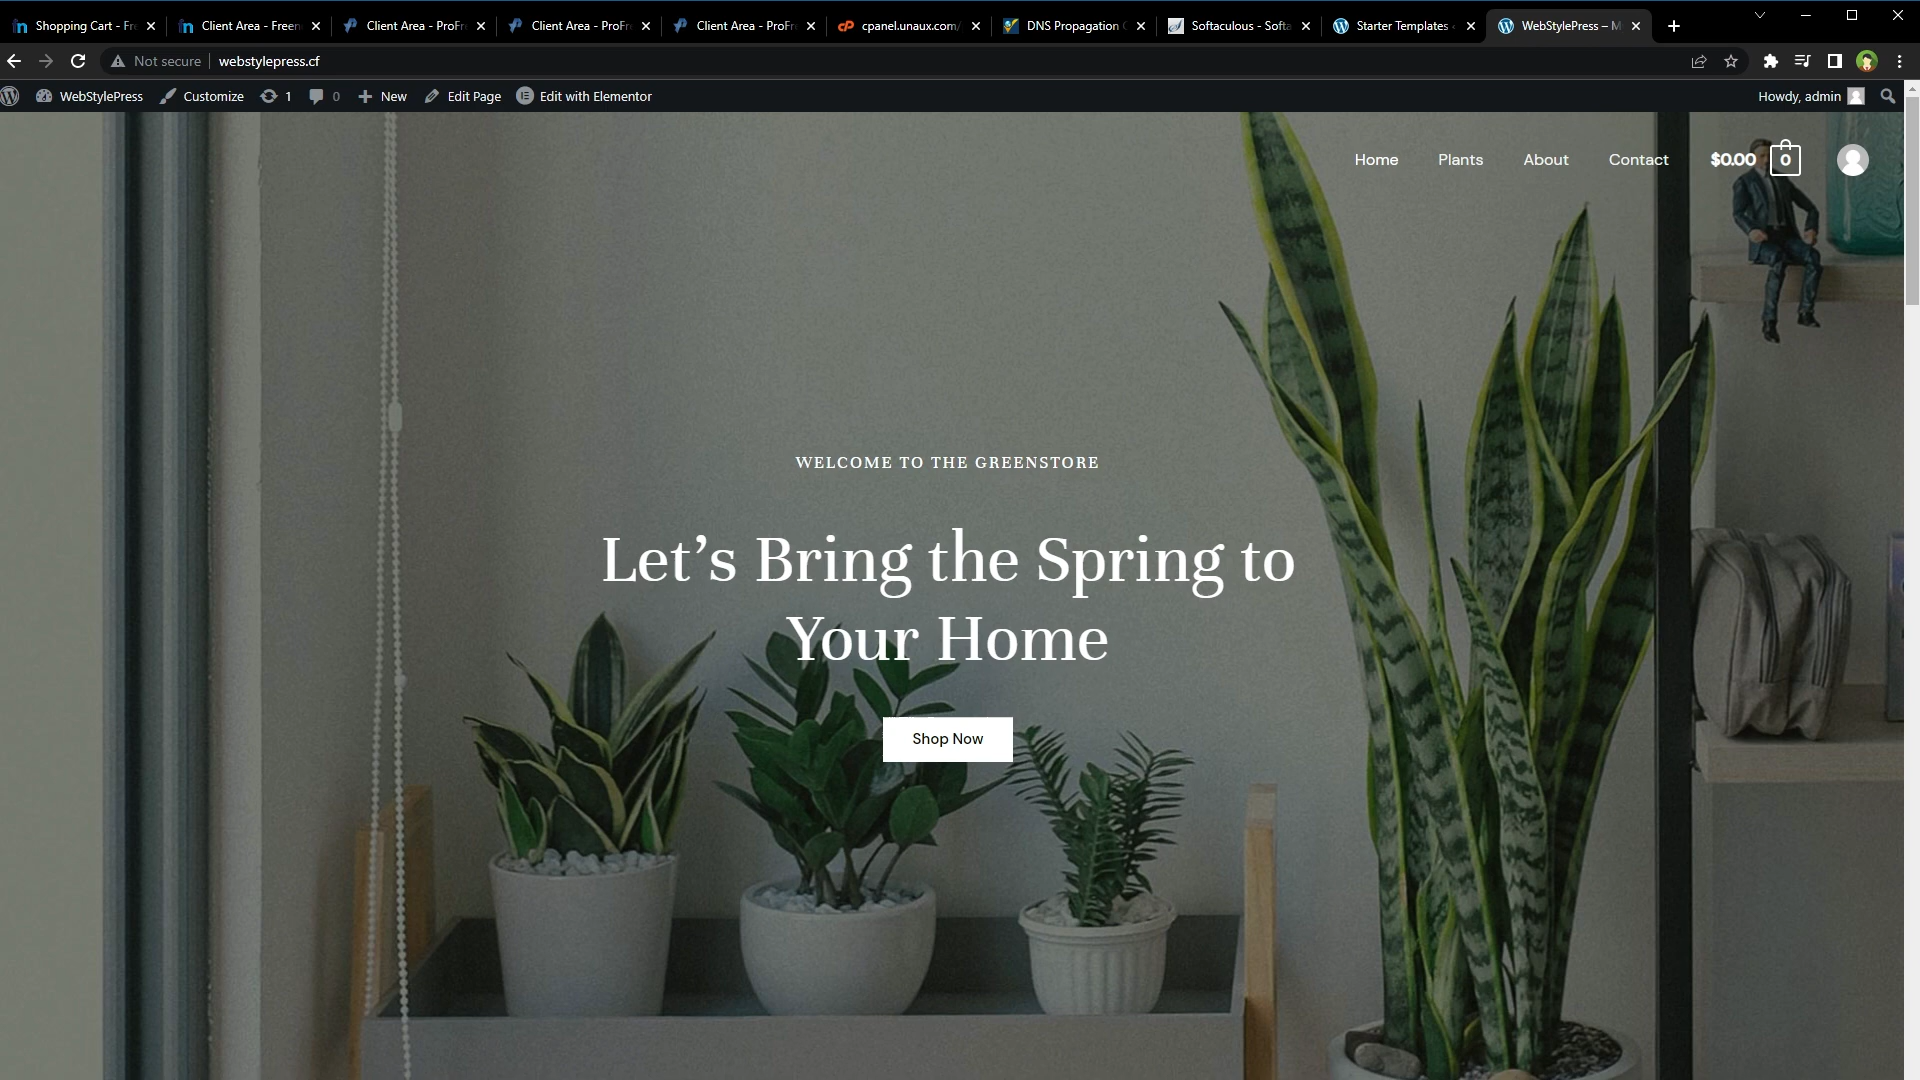 Shopping Cart - Fr
Client Area - Freen
Client Area - ProFr
Client Area - ProFr
Client Area - ProFr
cpanel.unaux.com/
DNS Propagation C
Softaculous - Softa
Starter Templates
WebStylePress – M
Not secure
webstylepress.cf
WebStylePress
Customize
1
0
New
Edit Page
Edit with Elementor
Howdy, admin
Home
Plants
About
Contact
$0.00
0
WELCOME TO THE GREENSTORE
Let’s Bring the Spring to
Your Home
Shop Now